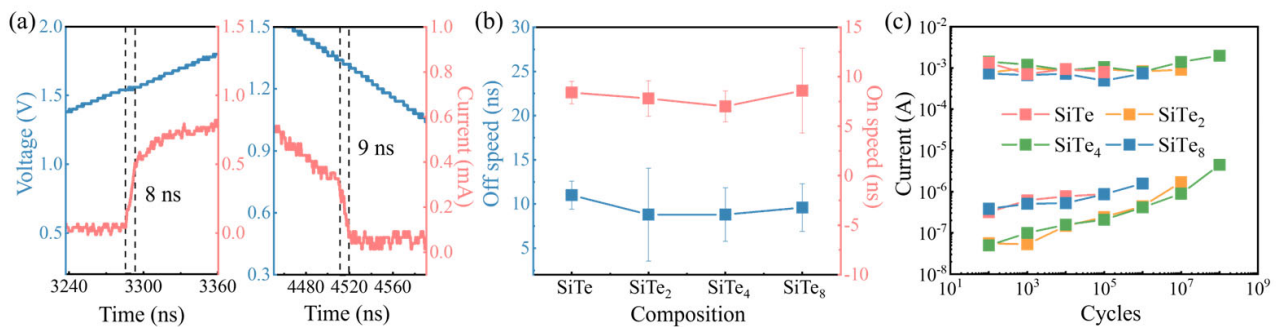 (a)
2.0
1.5
1.0
0.5
Voltage (V)
1.5
1.0
0.5
0.0
8 ns
3240 3300 3360
Time (ns)
1.5
1.2
0.9
0.6
0.3
1.0
0.8
0.6
0.4
0.2
0.0
Current (mA)
9 ns
4480 4520 4560
Time (ns)
(b)
30
25
20
15
10
5
Off speed (ns)
15
10
5
0
-5
-10
On speed (ns)
SiTe SiTe2 SiTe4 SiTe8
Composition
(c)
10-2
10-3
10-4
10-5
10-6
10-7
10-8
Current (A)
SiTe SiTe2
SiTe4 SiTe8
101 103 105 107 109
Cycles